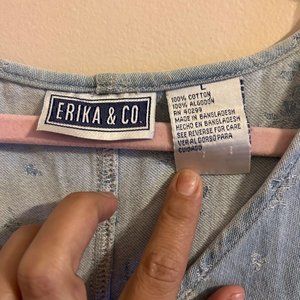 ERIKA & CO.
L
100% COTTON
100% ALGODON
RN 40299
MADE IN BANGLADESH
HECHO EN BANGLADESH
SEE REVERSE FOR CARE
VER AL DORSO PARA
CUIDADO